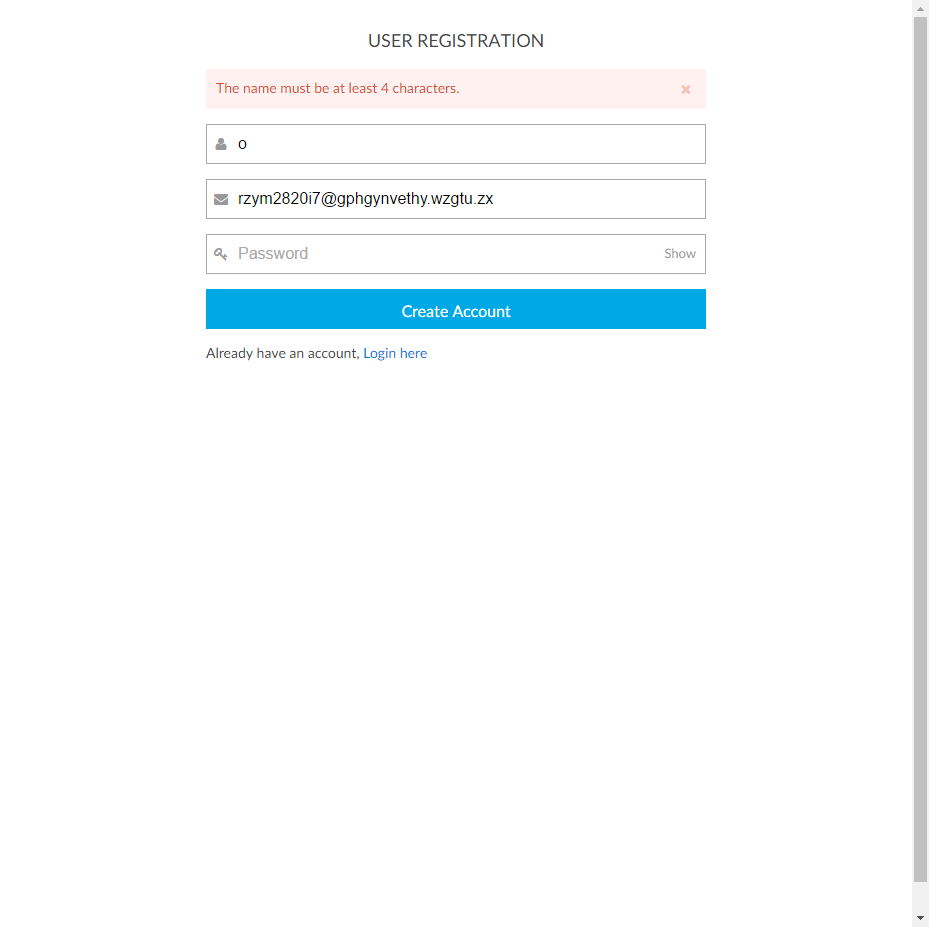 USER REGISTRATION
The name must be at least 4 characters.
o
rzym2820i7@gphgynvethy.wzgtu.zx
Password Show
Create Account
Already have an account, Login here